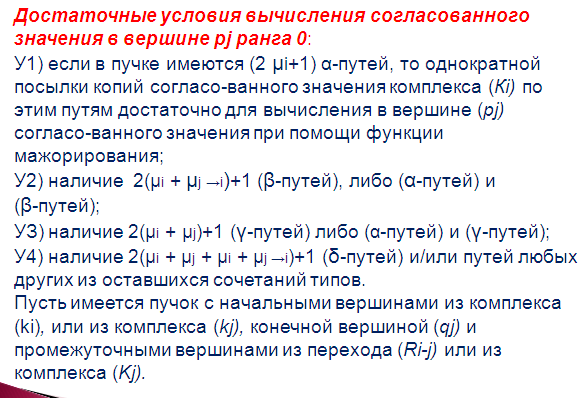 Достаточные условия вычисления согласованного
значения в вершине pj ранга 0:
У1) если в пучке имеются (2 μi+1) α-путей, то однократной
посылки копий согласо-ванного значения комплекса (Кi) по
этим путям достаточно для вычисления в вершине (pj)
согласо-ванного значения при помощи функции
мажорирования;
У2) наличие 2(μi + μj →i)+1 (β-путей), либо (α-путей) и
(β-путей);
У3) наличие 2(μi + μj)+1 (γ-путей) либо (α-путей) и (γ-путей);
У4) наличие 2(μi + μj + μi + μj →i)+1 (δ-путей) и/или путей любых
других из оставшихся сочетаний типов.
Пусть имеется пучок с начальными вершинами из комплекса
(ki), или из комплекса (kj), конечной вершиной (qj) и
промежуточными вершинами из перехода (Ri-j) или из
комплекса (Kj).